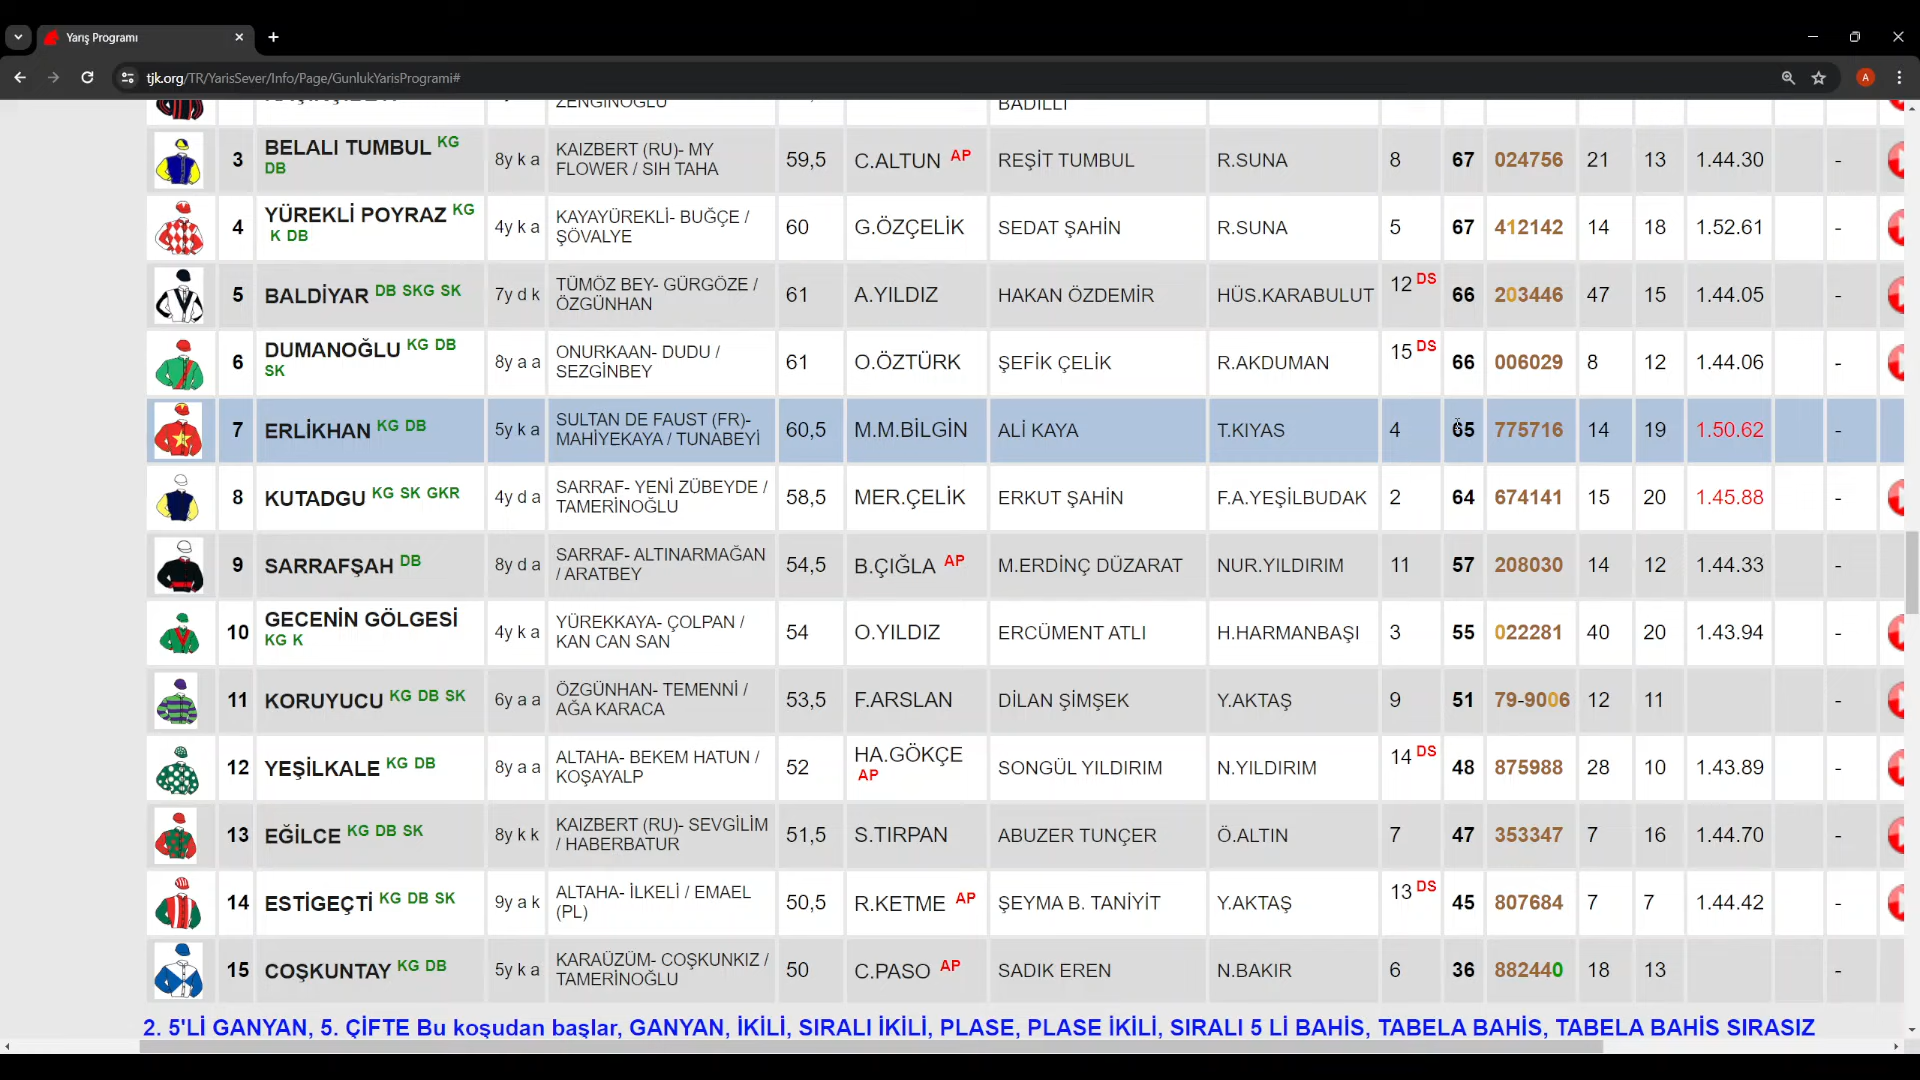 Yarış Programı
tjk.org/TR/YarisSever/Info/Page/GunlukYarisProgrami#
A
ZENGİNOĞLU BADILLI
3 BELALI TUMBUL KG DB 8y k a KAIZBERT (RU)- MY FLOWER / SIH TAHA 59,5 C.ALTUN AP REŞİT TUMBUL R.SUNA 8 67 024756 21 13 1.44.30 -
4 YÜREKLİ POYRAZ KG K DB 4y k a KAYAYÜREKLİ- BUĞÇE / ŞÖVALYE 60 G.ÖZÇELİK SEDAT ŞAHİN R.SUNA 5 67 412142 14 18 1.52.61 -
5 BALDİYAR DB SKG SK 7y d k TÜMÖZ BEY- GÜRGÖZE / ÖZGÜNHAN 61 A.YILDIZ HAKAN ÖZDEMİR HÜS.KARABULUT 12 DS 66 203446 47 15 1.44.05 -
6 DUMANOĞLU KG DB SK 8y a a ONURKAAN- DUDU / SEZGİNBEY 61 O.ÖZTÜRK ŞEFİK ÇELİK R.AKDUMAN 15 DS 66 006029 8 12 1.44.06 -
7 ERLİKHAN KG DB 5y k a SULTAN DE FAUST (FR)- MAHİYEKAYA / TUNABEYİ 60,5 M.M.BİLGİN ALİ KAYA T.KIYAS 4 65 775716 14 19 1.50.62 -
8 KUTADGU KG SK GKR 4y d a SARRAF- YENİ ZÜBEYDE / TAMERİNOĞLU 58,5 MER.ÇELİK ERKUT ŞAHİN F.A.YEŞİLBUDAK 2 64 674141 15 20 1.45.88 -
9 SARRAFŞAH DB 8y d a SARRAF- ALTINARMAĞAN / ARATBEY 54,5 B.ÇIĞLA AP M.ERDİNÇ DÜZARAT NUR.YILDIRIM 11 57 208030 14 12 1.44.33 -
10 GECENİN GÖLGESİ KG K 4y k a YÜREKKAYA- ÇOLPAN / KAN CAN SAN 54 O.YILDIZ ERCÜMENT ATLI H.HARMANBAŞI 3 55 022281 40 20 1.43.94 -
11 KORUYUCU KG DB SK 6y a a ÖZGÜNHAN- TEMENNİ / AĞA KARACA 53,5 F.ARSLAN DİLAN ŞİMŞEK Y.AKTAŞ 9 51 79-9006 12 11 -
12 YEŞİLKALE KG DB 8y a a ALTAHA- BEKEM HATUN / KOŞAYALP 52 HA.GÖKÇE AP SONGÜL YILDIRIM N.YILDIRIM 14 DS 48 875988 28 10 1.43.89 -
13 EĞİLCE KG DB SK 8y k k KAIZBERT (RU)- SEVGİLİM / HABERBATUR 51,5 S.TIRPAN ABUZER TUNÇER Ö.ALTIN 7 47 353347 7 16 1.44.70 -
14 ESTİGEÇTİ KG DB SK 9y a k ALTAHA- İLKELİ / EMAEL (PL) 50,5 R.KETME AP ŞEYMA B. TANİYİT Y.AKTAŞ 13 DS 45 807684 7 7 1.44.42 -
15 COŞKUNTAY KG DB 5y k a KARAÜZÜM- COŞKUNKIZ / TAMERİNOĞLU 50 C.PASO AP SADIK EREN N.BAKIR 6 36 882440 18 13 -
2. 5'Lİ GANYAN, 5. ÇİFTE Bu koşudan başlar, GANYAN, İKİLİ, SIRALI İKİLİ, PLASE, PLASE İKİLİ, SIRALI 5 Lİ BAHİS, TABELA BAHİS, TABELA BAHİS SIRASIZ